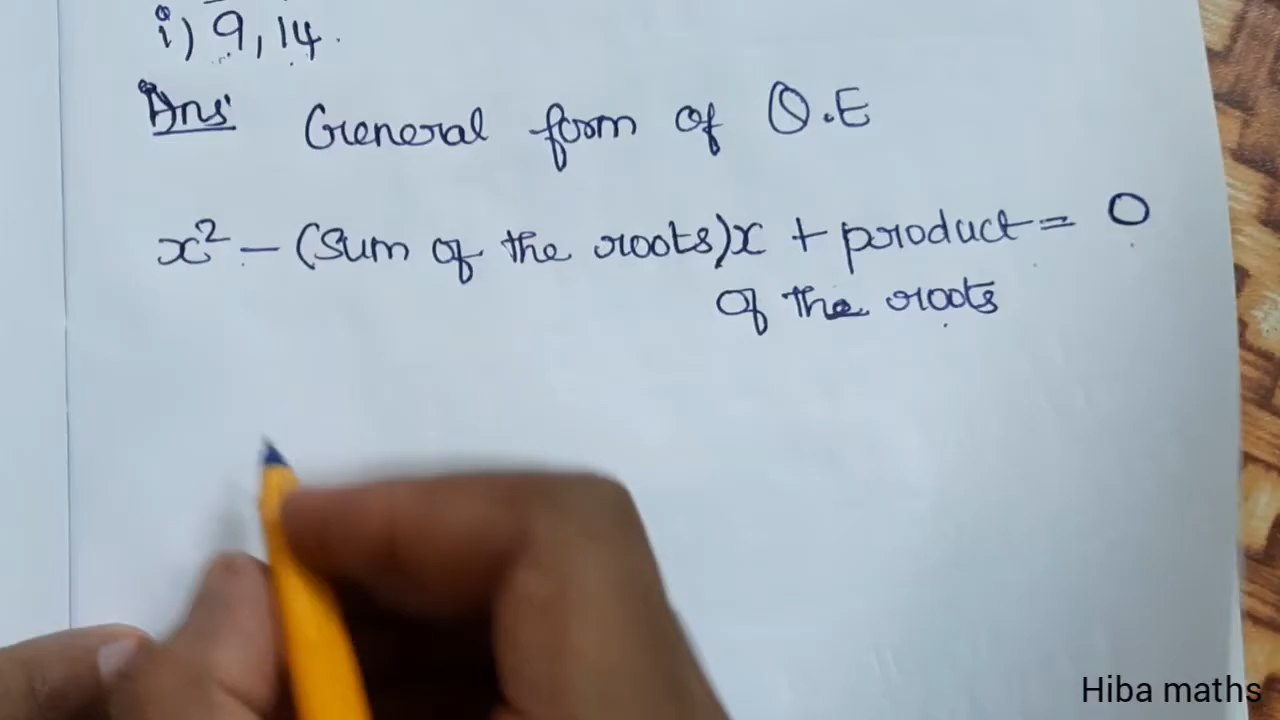 i) 9, 14.
Ans General form of Q.E
x² - (Sum of the roots)x + product = 0
of the roots
Hiba maths